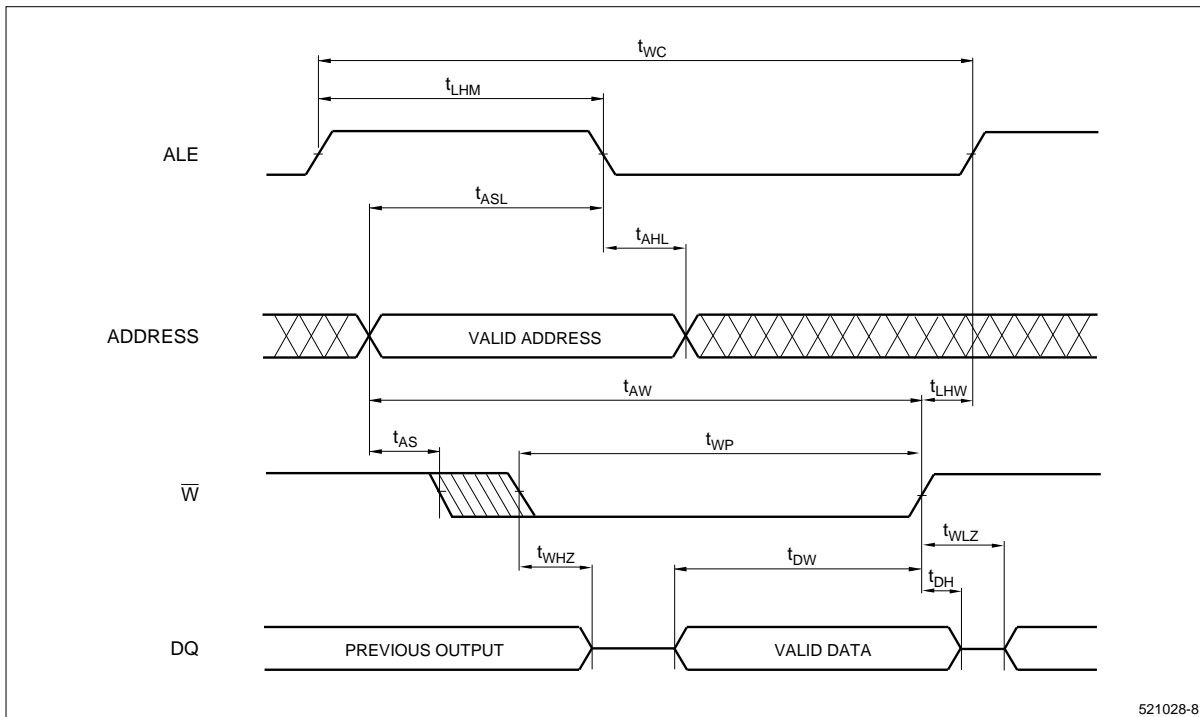 tWC
tLHM
ALE
tASL
tAHL
ADDRESS
VALID ADDRESS
tAW
tLHW
tAS
tWP
W̅
tWHZ
tDW
tWLZ
tDH
DQ
PREVIOUS OUTPUT
VALID DATA
521028-8